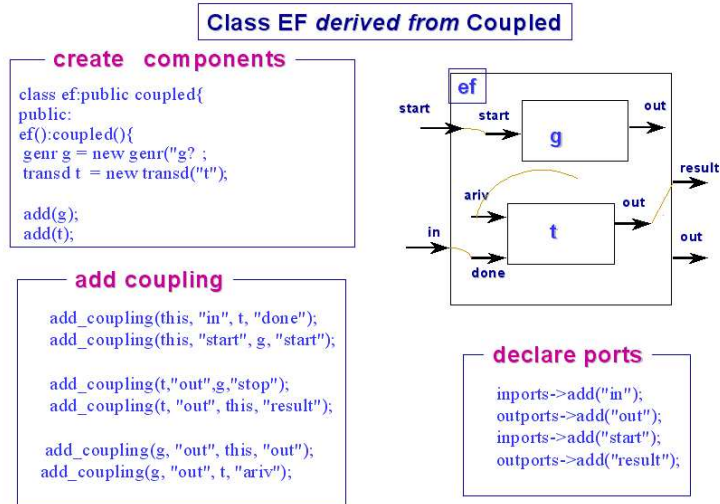 Class EF derived from Coupled
create components
class ef:public coupled{
public:
ef():coupled(){
genr g = new genr("g? ;
transd t = new transd("t");
add(g);
add(t);
add coupling
add_coupling(this, "in", t, "done");
add_coupling(this, "start", g, "start");
add_coupling(t,"out",g,"stop");
add_coupling(t, "out", this, "result");
add_coupling(g, "out", this, "out");
add_coupling(g, "out", t, "ariv");
ef
start
start
g
out
result
ariv
out
in
t
out
done
declare ports
inports->add("in");
outports->add("out");
inports->add("start");
outports->add("result");